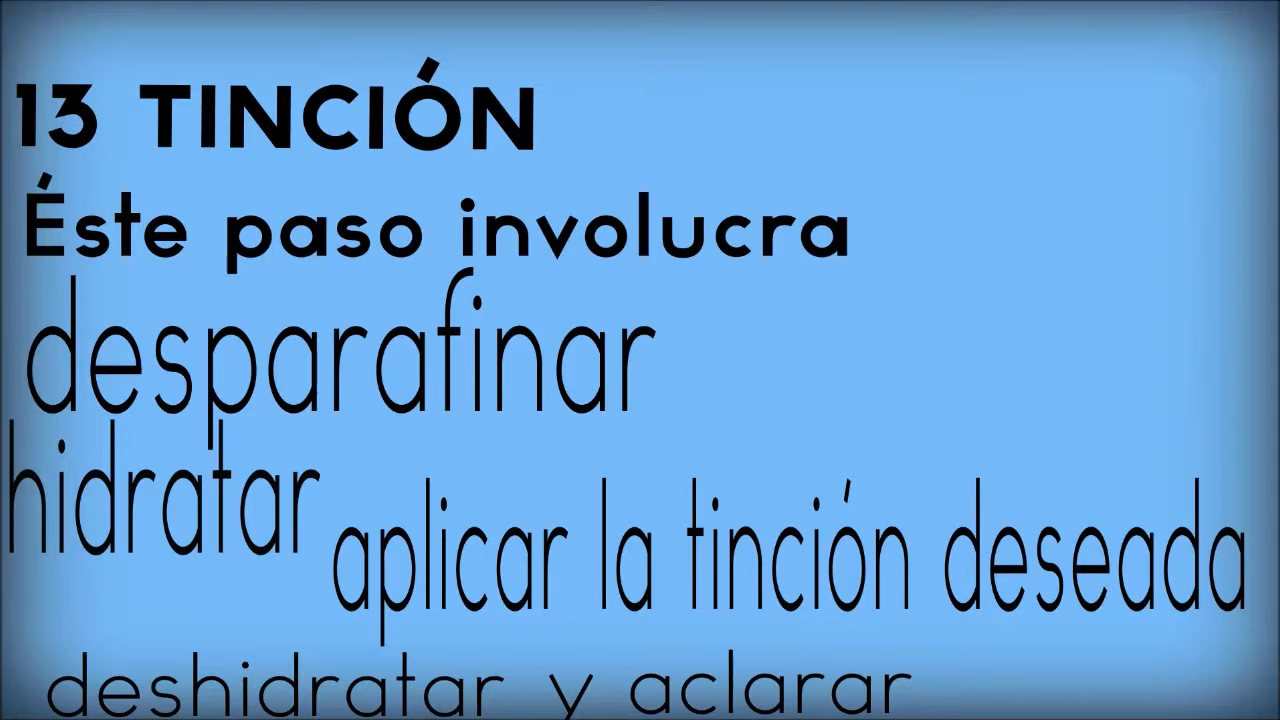 13 TINCIÓN
Éste paso involucra
desparafinar
hidratar
aplicar la tinción deseada
deshidratar y aclarar